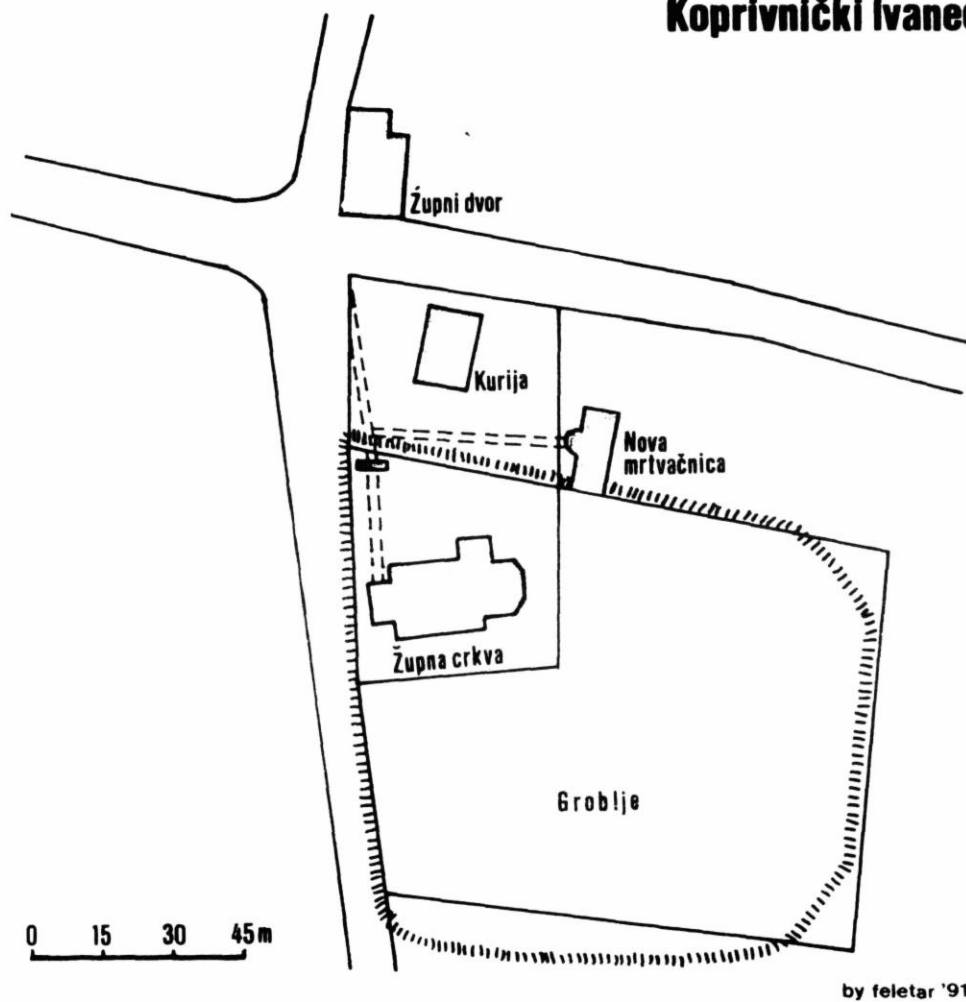 Koprivnički Ivanec
Župni dvor
Kurija
Nova
mrtvačnica
Župna crkva
Groblje
0 15 30 45m
by feletar '91